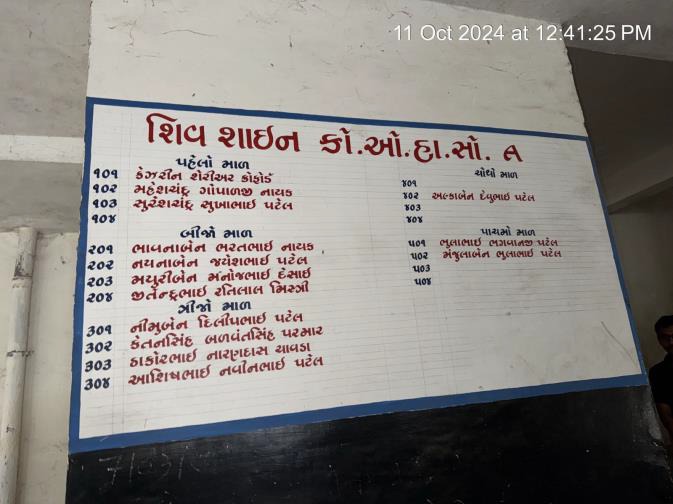 11 Oct 2024 at 12:41:25 PM
શિવ શાઇન કો.ઓ.હા.સો. લ
પહેલો માળ
૧૦૧ કેઝરીન શેરીઅર ક્રોફોર્ડ
૧૦૨ મહેશચંદ્ર ગોપાળજી નાયક
૧૦૩ સુરેશચંદ્ર સુખાભાઈ પટેલ
૧૦૪
બીજો માળ
૨૦૧ ભાવનાબેન ભરતભાઈ નાયક
૨૦૨ નયનાબેન જયેશભાઈ પટેલ
૨૦૩ મયુરીબેન મનોજભાઈ દેસાઈ
૨૦૪ જીતેન્દ્રભાઈ રતિલાલ મિસ્ત્રી
ત્રીજો માળ
૩૦૧ નીમુબેન દિલીપભાઈ પટેલ
૩૦૨ કેતનસિંહ બળવંતસિંહ પરમાર
૩૦૩ ઠાકોરભાઈ નારણદાસ ચાવડા
૩૦૪ આશિષભાઈ નવીનભાઈ પટેલ
ચોથો માળ
૪૦૧
૪૦૨ અલ્કાબેન દેવુભાઈ પટેલ
૪૦૩
૪૦૪
પાચમો માળ
૫૦૧ ભુલાભાઈ ભગવાનજી પટેલ
૫૦૨ મંજુલાબેન ભુલાભાઈ પટેલ
૫૦૩
૫૦૪